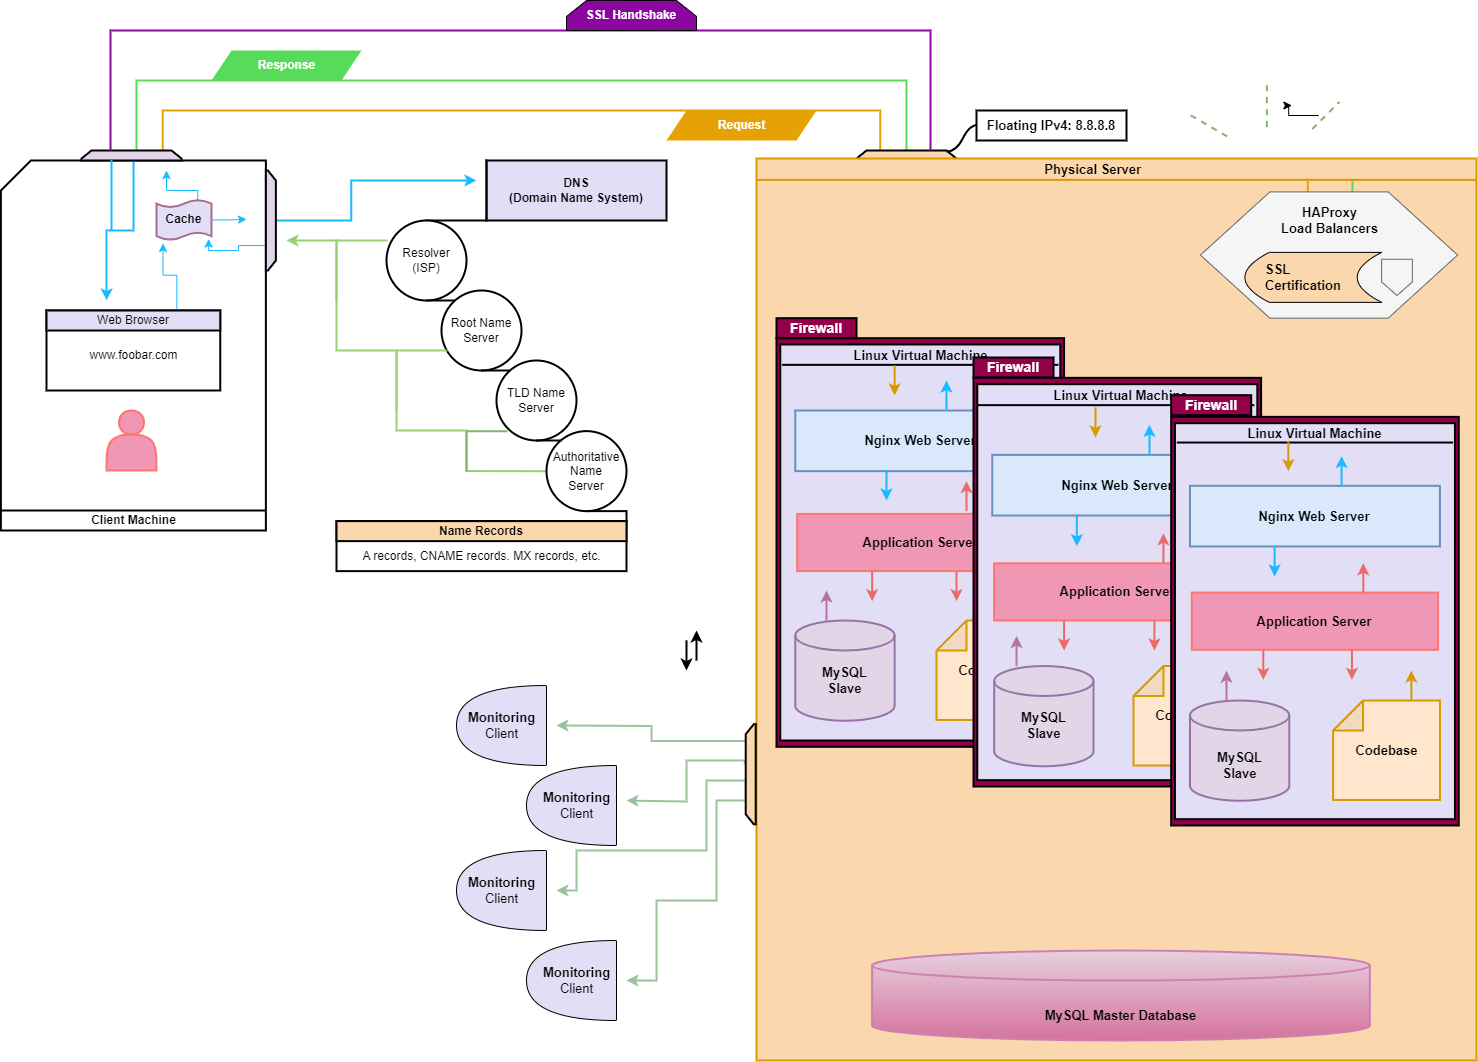 SSL Handshake
Response
Request
Floating IPv4: 8.8.8.8
Physical Server
DNS
(Domain Name System)
Cache
HAProxy
Load Balancers
SSL
Certification
Resolver
(ISP)
Root Name
Server
TLD Name
Server
Authoritative
Name
Server
Web Browser
www.foobar.com
Client Machine
Name Records
A records, CNAME records. MX records, etc.
Firewall
Linux Virtual Machine
Nginx Web Server
Application Serve
MySQL
Slave
Co
Firewall
Linux Virtual Machine
Nginx Web Server
Application Serve
MySQL
Slave
Co
Firewall
Linux Virtual Machine
Nginx Web Server
Application Server
MySQL
Slave
Codebase
Monitoring
Client
Monitoring
Client
Monitoring
Client
Monitoring
Client
MySQL Master Database